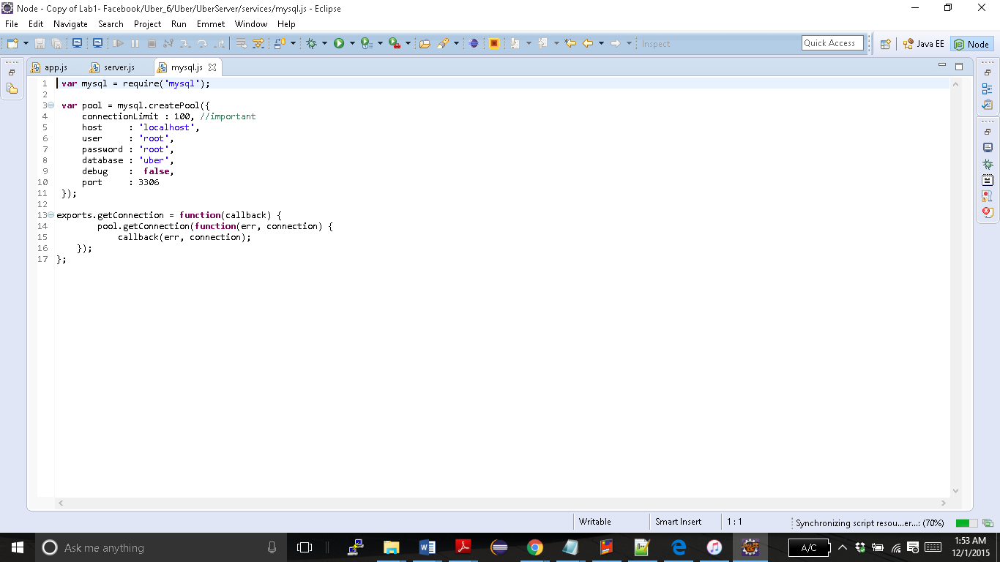 Node - Copy of Lab1- Facebook/Uber_6/Uber/UberServer/services/mysql.js - Eclipse
File Edit Navigate Search Project Run Emmet Window Help
Inspect
Quick Access
Java EE
Node
app.js
server.js
mysql.js
1 var mysql = require('mysql');
2
3 var pool = mysql.createPool({
4 connectionLimit : 100, //important
5 host : 'localhost',
6 user : 'root',
7 password : 'root',
8 database : 'uber',
9 debug : false,
10 port : 3306
11 });
12
13 exports.getConnection = function(callback) {
14 pool.getConnection(function(err, connection) {
15 callback(err, connection);
16 });
17 };
Writable
Smart Insert
1 : 1
Synchronizing script resou...er...: (70%)
Ask me anything
A/C
1:53 AM
12/1/2015